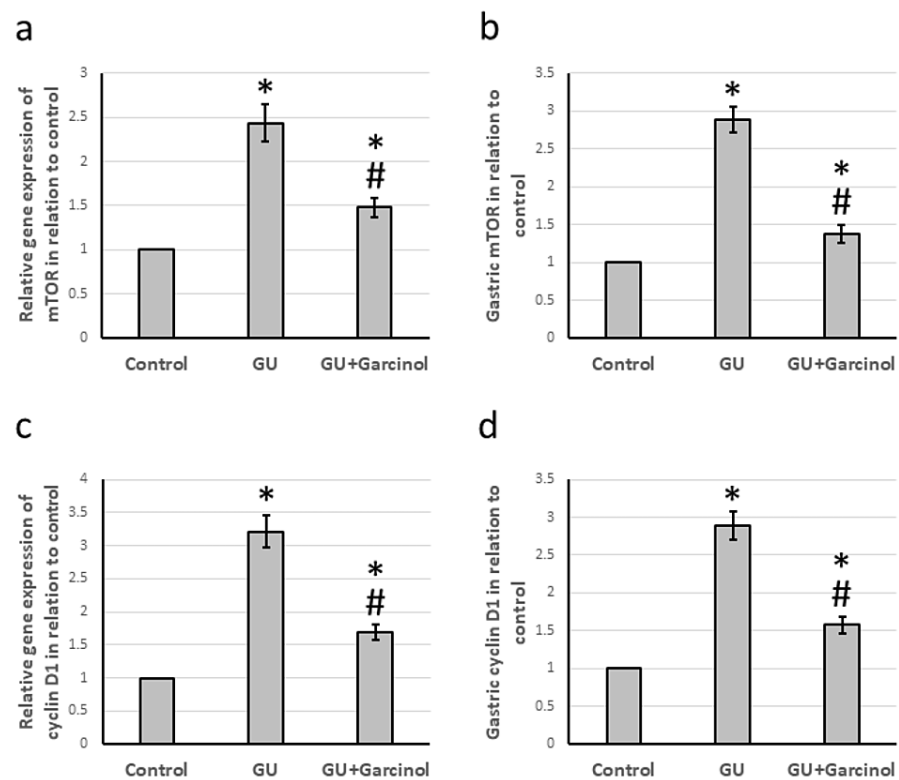 a
Relative gene expression of
mTOR in relation to control
3
2.5
2
1.5
1
0.5
0
*
*
#
Control GU GU+Garcinol
b
Gastric mTOR in relation to
control
3.5
3
2.5
2
1.5
1
0.5
0
*
*
#
Control GU GU+Garcinol
c
Relative gene expression of
cyclin D1 in relation to control
4
3.5
3
2.5
2
1.5
1
0.5
0
*
*
#
Control GU GU+Garcinol
d
Gastric cyclin D1 in relation to
control
3.5
3
2.5
2
1.5
1
0.5
0
*
*
#
Control GU GU+Garcinol